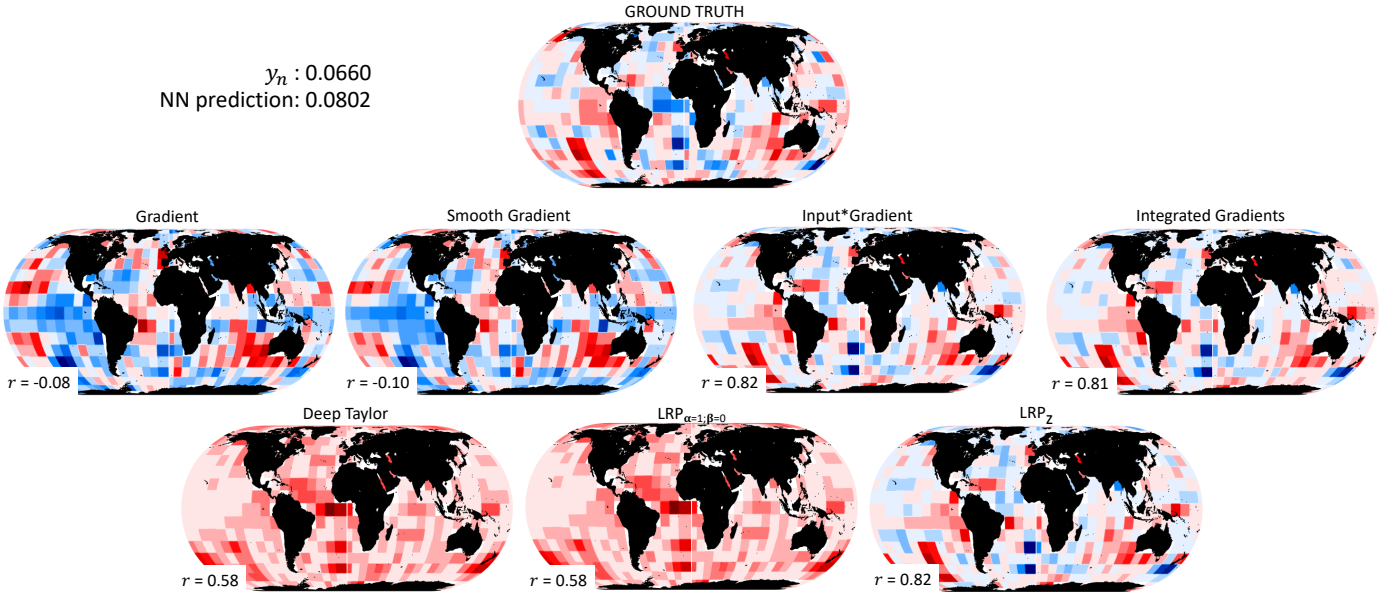 GROUND TRUTH
yₙ : 0.0660
NN prediction: 0.0802
Gradient
Smooth Gradient
Input*Gradient
Integrated Gradients
r = -0.08
r = -0.10
r = 0.82
r = 0.81
Deep Taylor
LRPα=1;β=0
LRPZ
r = 0.58
r = 0.58
r = 0.82